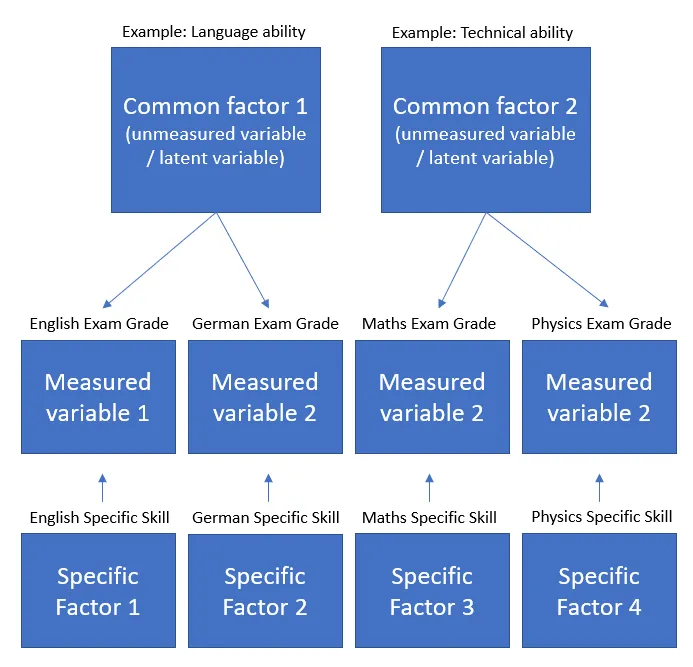 Example: Language ability
Example: Technical ability
Common factor 1
(unmeasured variable
/ latent variable)
Common factor 2
(unmeasured variable
/ latent variable)
English Exam Grade
German Exam Grade
Maths Exam Grade
Physics Exam Grade
Measured
variable 1
Measured
variable 2
Measured
variable 2
Measured
variable 2
English Specific Skill
German Specific Skill
Maths Specific Skill
Physics Specific Skill
Specific
Factor 1
Specific
Factor 2
Specific
Factor 3
Specific
Factor 4